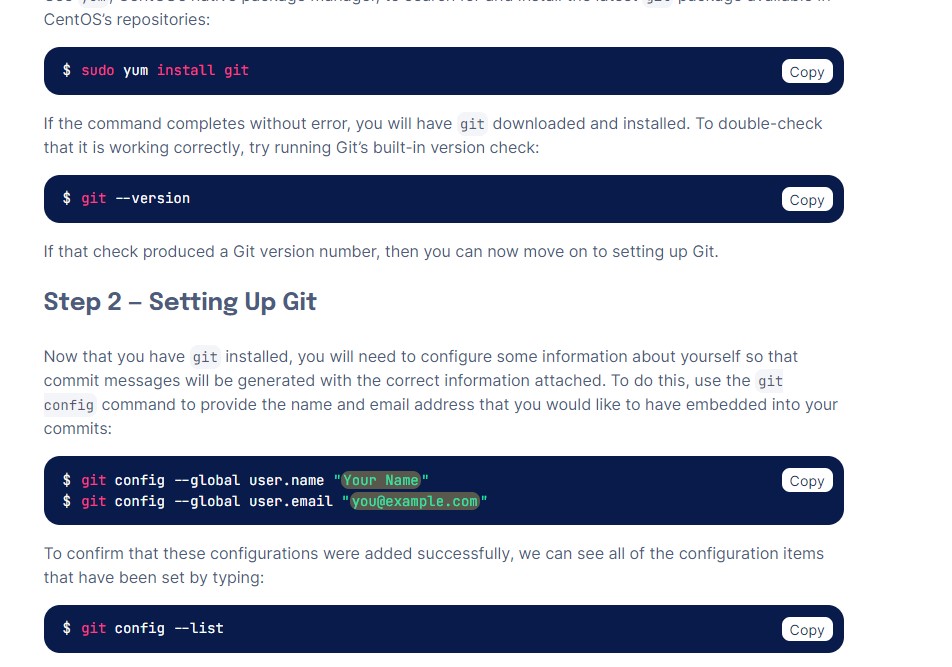 CentOS's repositories:
$ sudo yum install git
Copy
If the command completes without error, you will have git downloaded and installed. To double-check
that it is working correctly, try running Git's built-in version check:
$ git --version
Copy
If that check produced a Git version number, then you can now move on to setting up Git.
Step 2 – Setting Up Git
Now that you have git installed, you will need to configure some information about yourself so that
commit messages will be generated with the correct information attached. To do this, use the git
config command to provide the name and email address that you would like to have embedded into your
commits:
$ git config --global user.name "Your Name"
Copy
$ git config --global user.email "you@example.com"
To confirm that these configurations were added successfully, we can see all of the configuration items
that have been set by typing:
$ git config --list
Copy